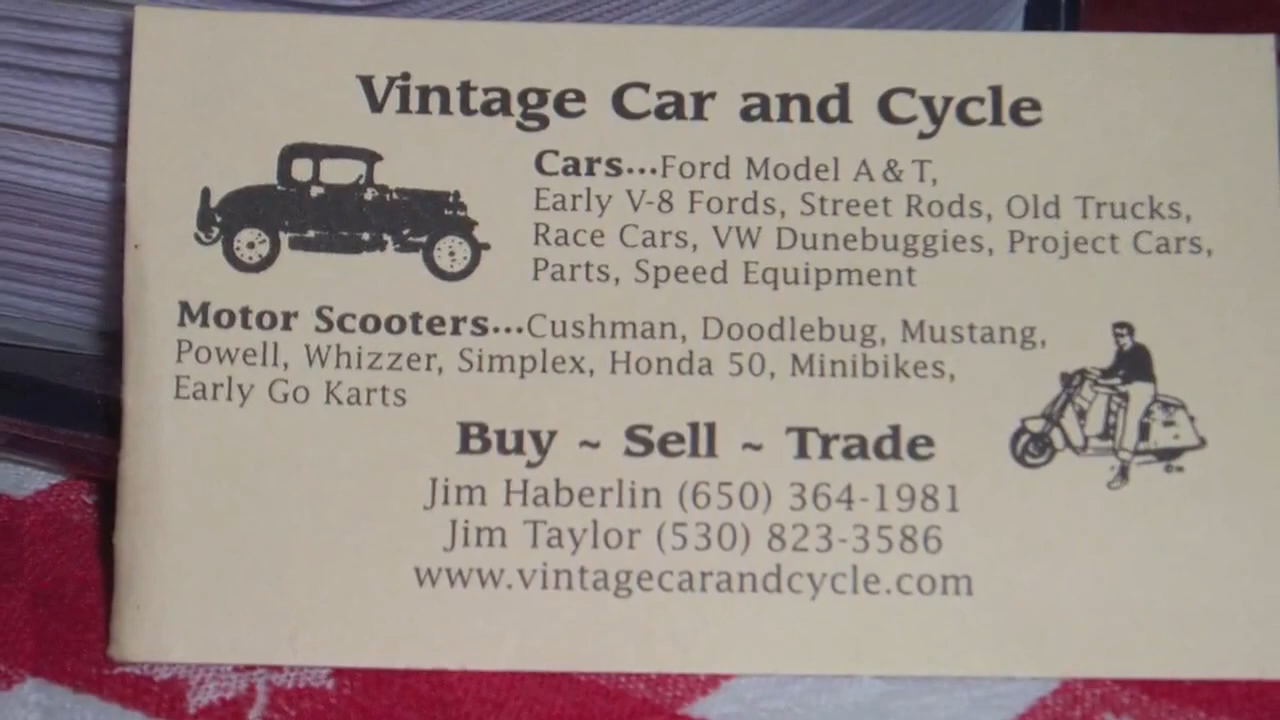 Vintage Car and Cycle
Cars...Ford Model A & T,
Early V-8 Fords, Street Rods, Old Trucks,
Race Cars, VW Dunebuggies, Project Cars,
Parts, Speed Equipment
Motor Scooters...Cushman, Doodlebug, Mustang,
Powell, Whizzer, Simplex, Honda 50, Minibikes,
Early Go Karts
Buy ~ Sell ~ Trade
Jim Haberlin (650) 364-1981
Jim Taylor (530) 823-3586
www.vintagecarandcycle.com